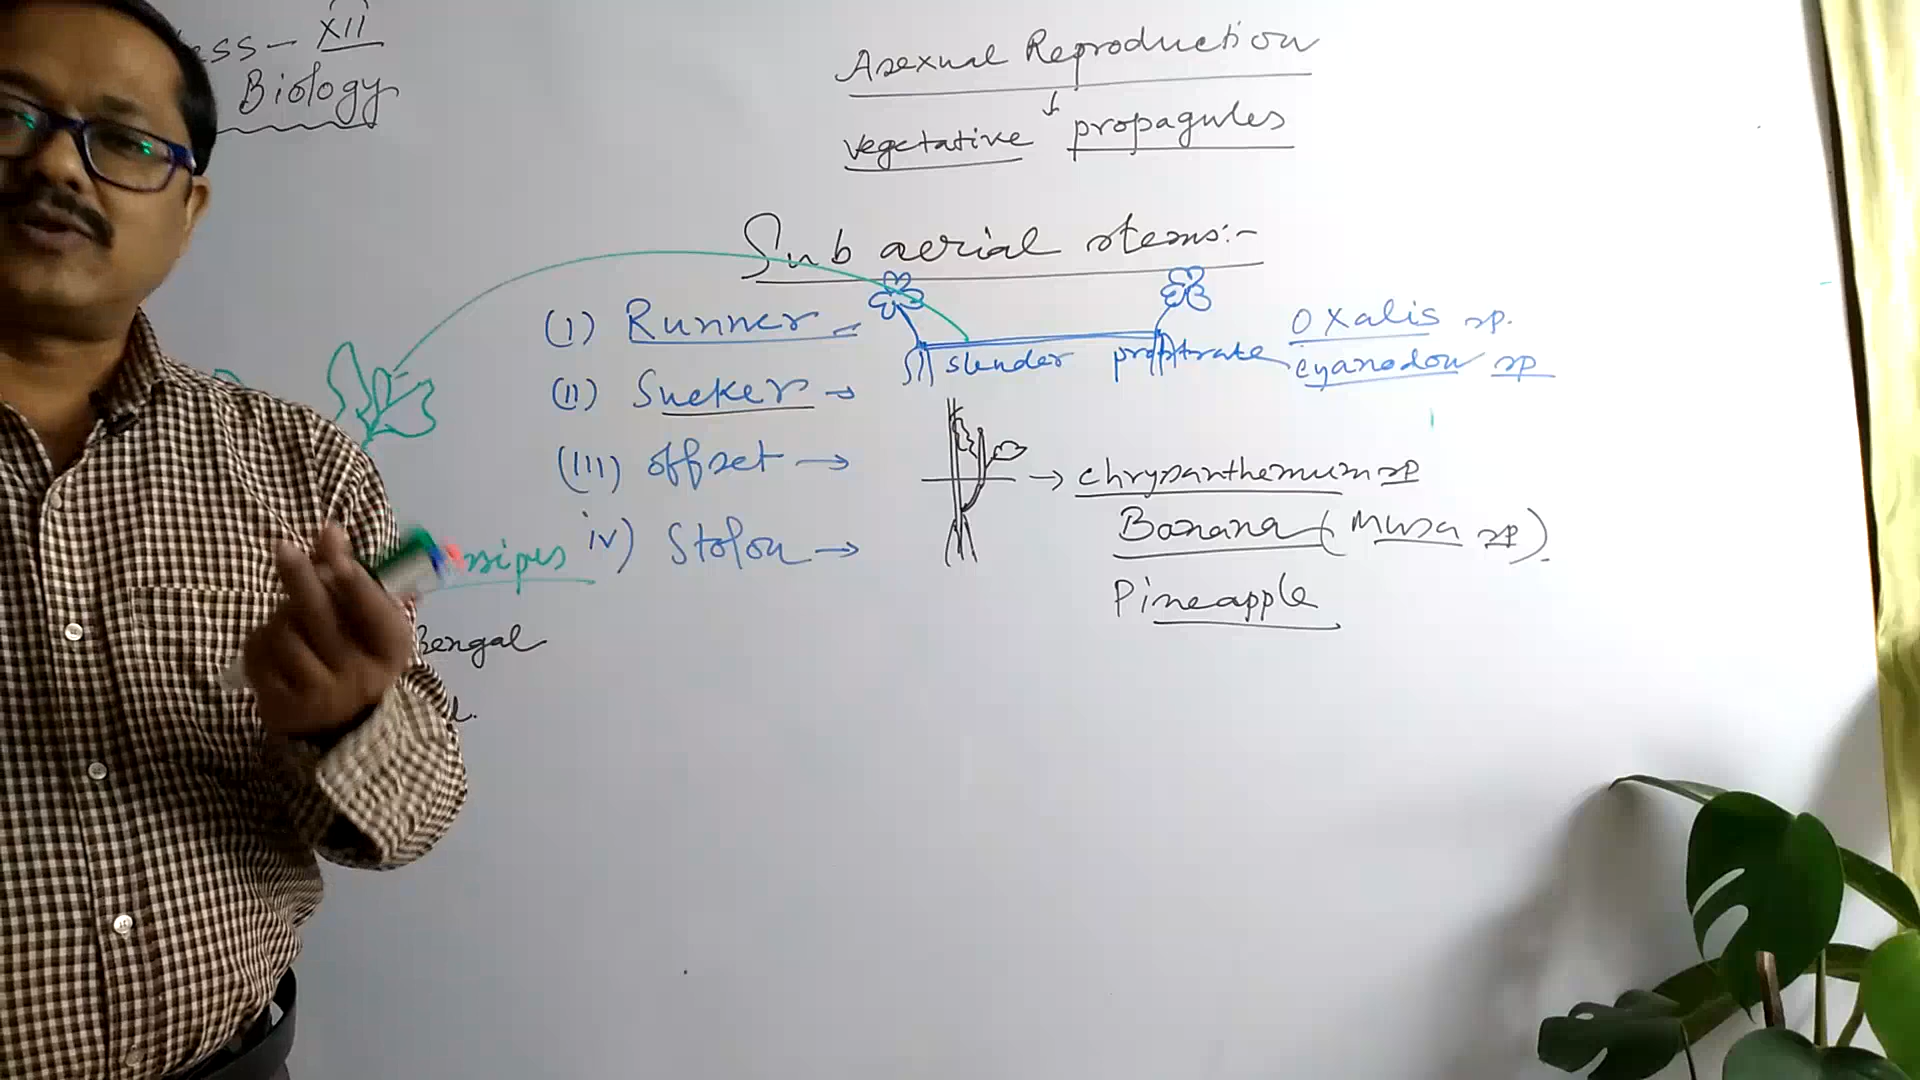 XII
Biology
Asexual Reproduction
vegetative propagules
Sub aerial stems:-
(I) Runner
slender prostrate
Oxalis sp.
cyanodon sp
(II) Sucker →
(III) offset →
iv) Stolon →
→ chrysanthemum sp
Banana (Musa sp).
Pineapple
Bengal